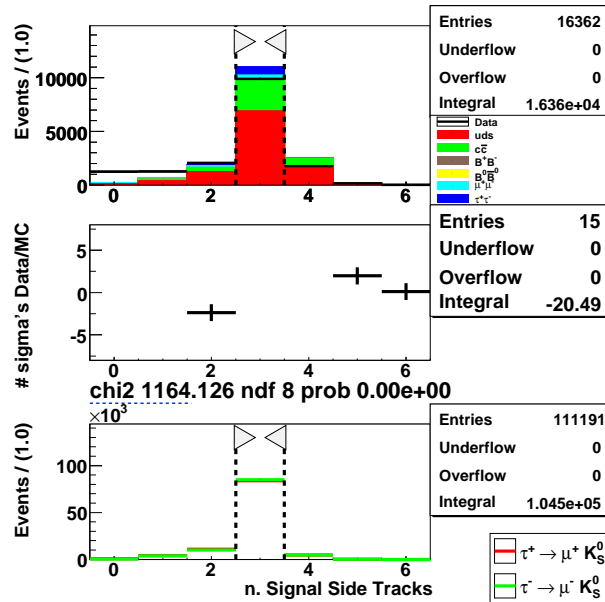 Entries 16362
Underflow 0
Overflow 0
Integral 1.636e+04
Events / (1.0)
10000
5000
0
0 2 4 6
Data
uds
cc̅
B⁺B⁻
B⁰B̅⁰
μ⁺μ⁻
τ⁺τ⁻
Entries 15
Underflow 0
Overflow 0
Integral -20.49
# sigma's Data/MC
5
0
-5
0 2 4 6
chi2 1164.126 ndf 8 prob 0.00e+00
×10³
Entries 111191
Underflow 0
Overflow 0
Integral 1.045e+05
Events / (1.0)
100
50
0
0 2 4 6
n. Signal Side Tracks
τ⁺ → μ⁺ K⁰S
τ⁻ → μ⁻ K⁰S